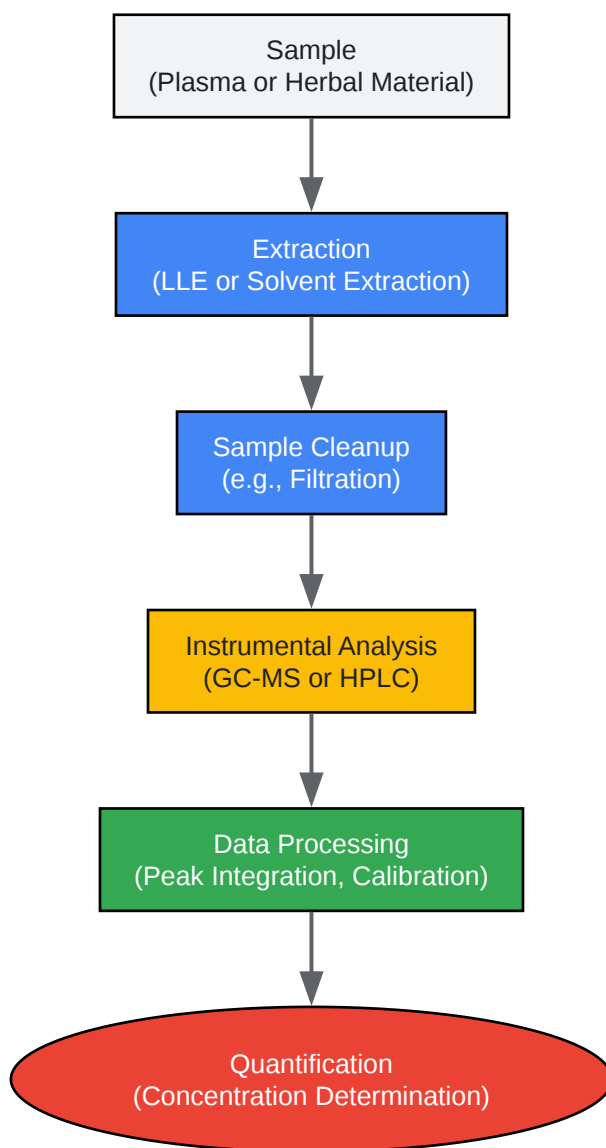 Sample
(Plasma or Herbal Material)
Extraction
(LLE or Solvent Extraction)
Sample Cleanup
(e.g., Filtration)
Instrumental Analysis
(GC-MS or HPLC)
Data Processing
(Peak Integration, Calibration)
Quantification
(Concentration Determination)